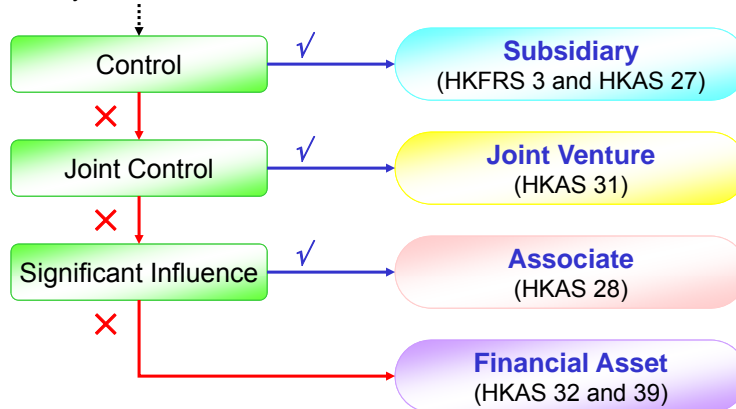 Control
√
Subsidiary
(HKFRS 3 and HKAS 27)
Joint Control
√
Joint Venture
(HKAS 31)
Significant Influence
√
Associate
(HKAS 28)
Financial Asset
(HKAS 32 and 39)